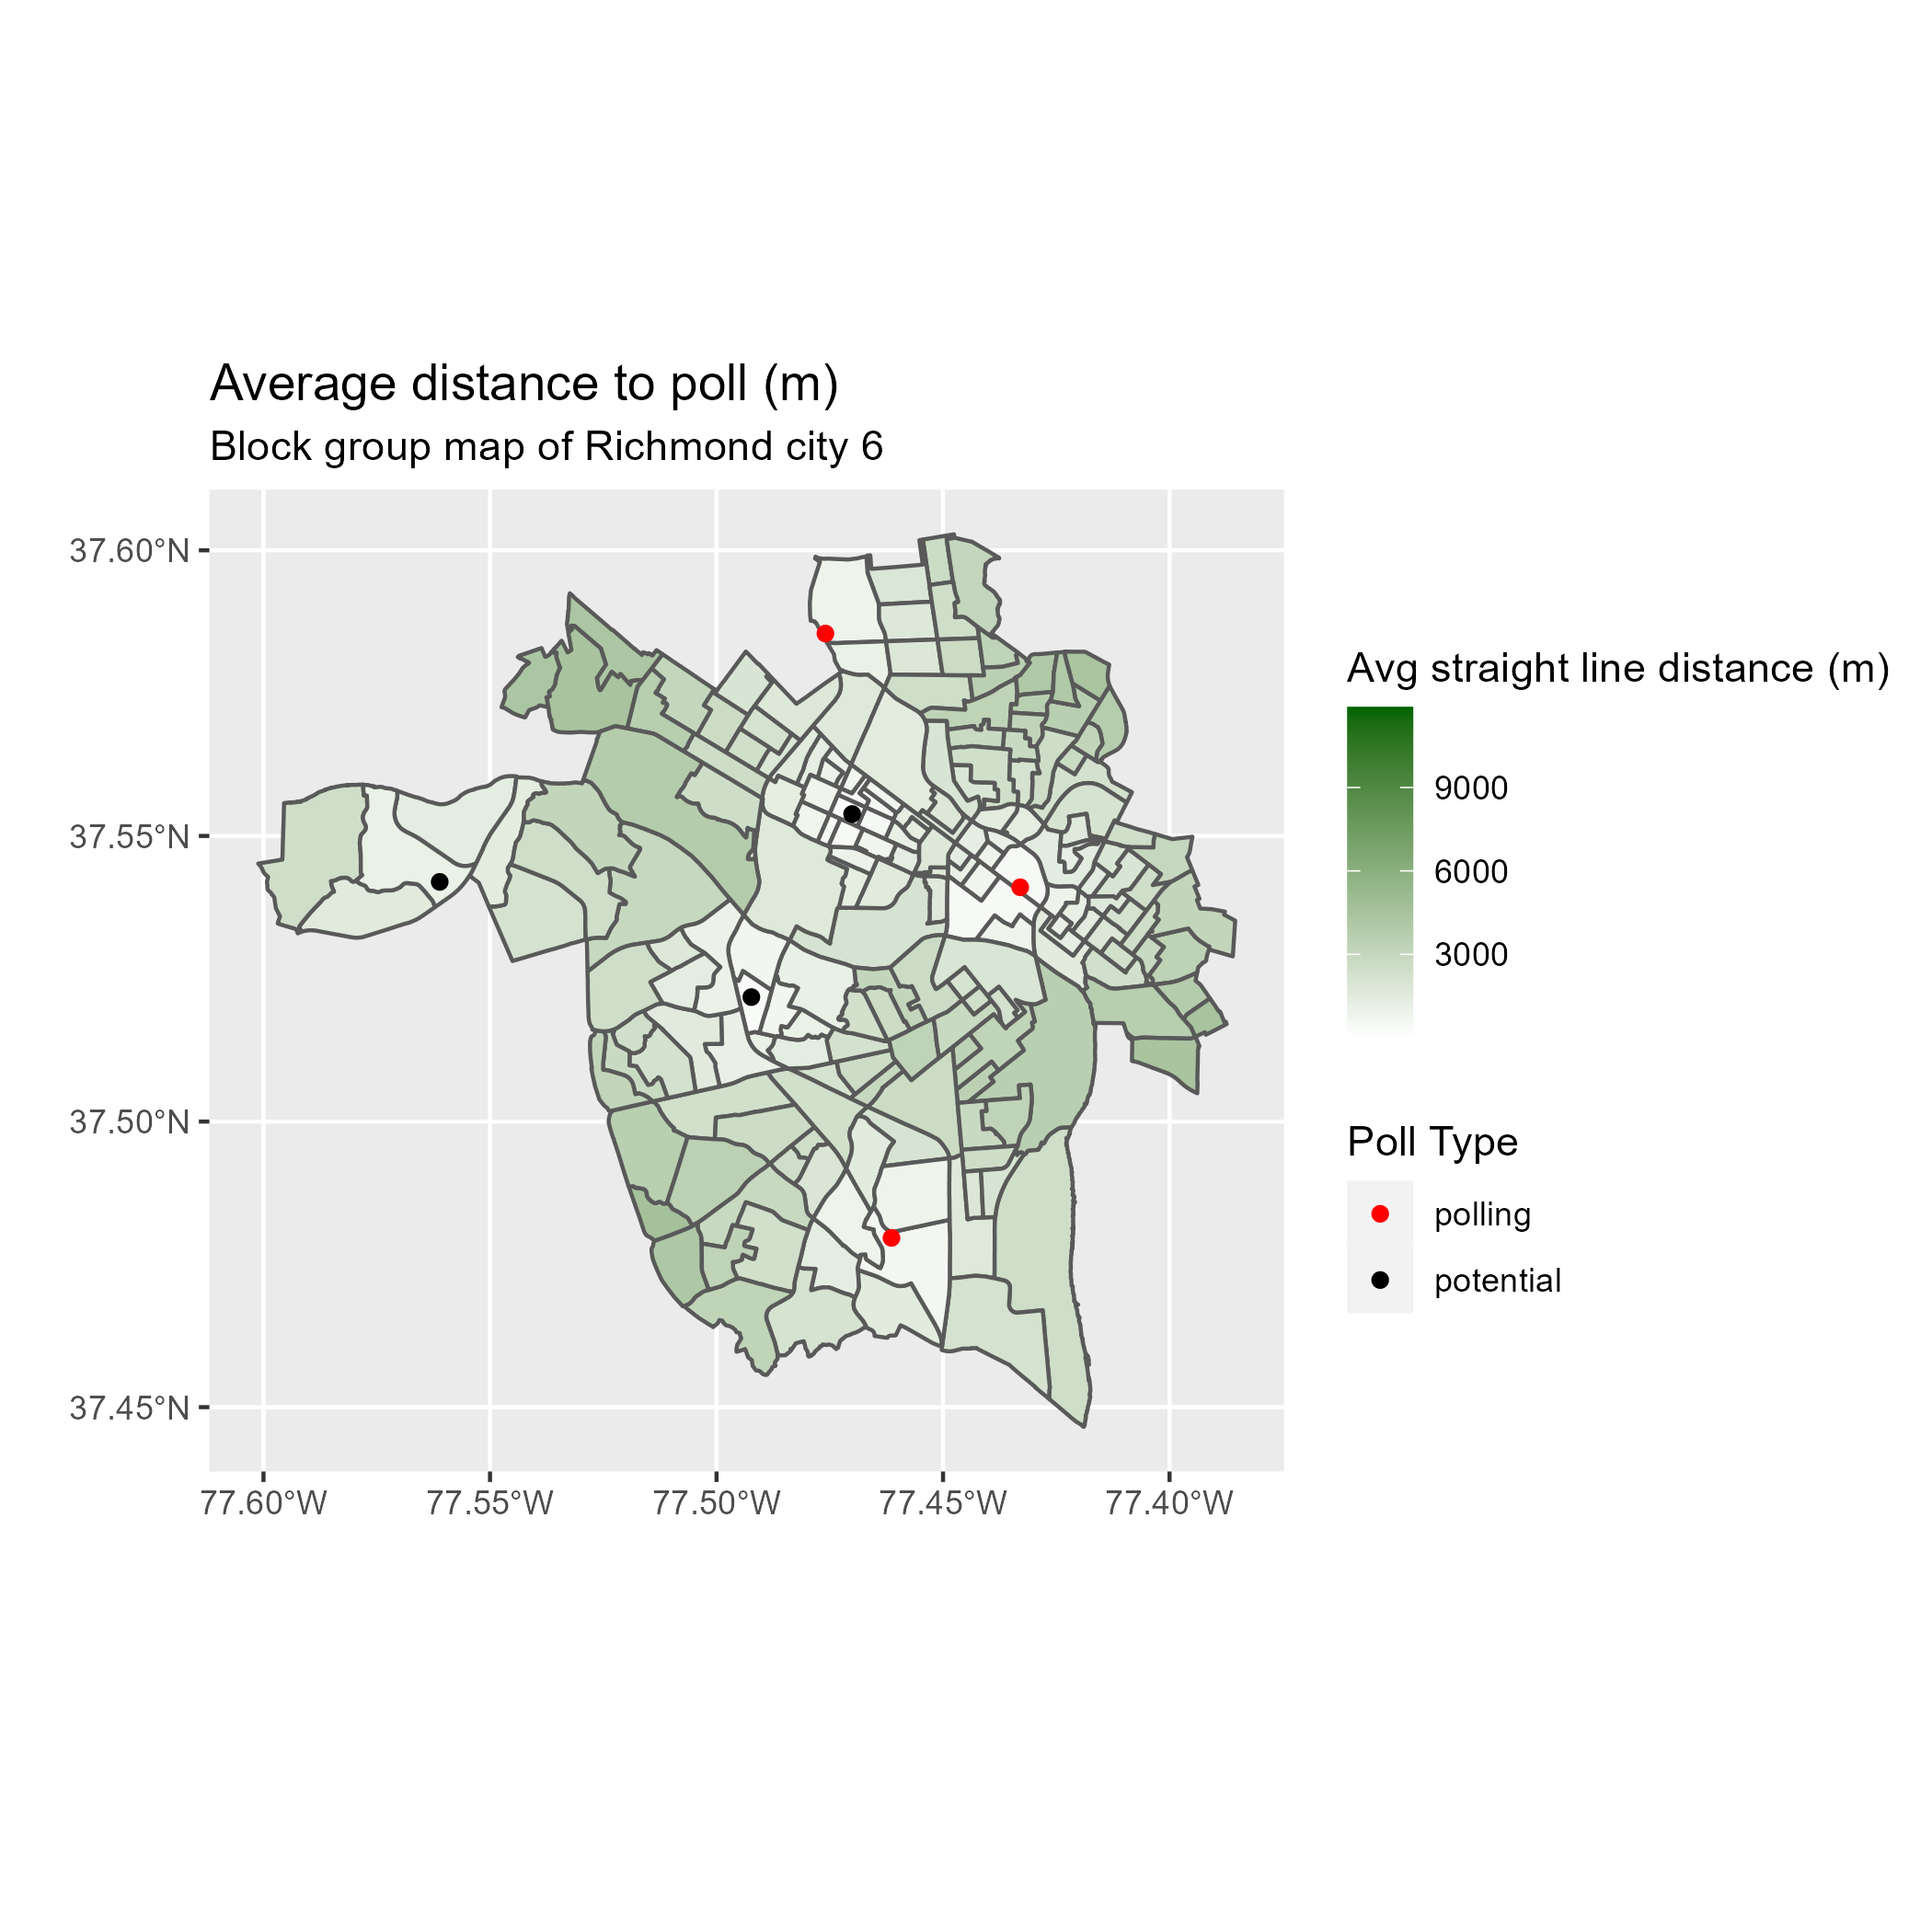 Average distance to poll (m)
Block group map of Richmond city 6
37.60°N
37.55°N
37.50°N
37.45°N
77.60°W
77.55°W
77.50°W
77.45°W
77.40°W
Avg straight line distance (m)
9000
6000
3000
Poll Type
polling
potential